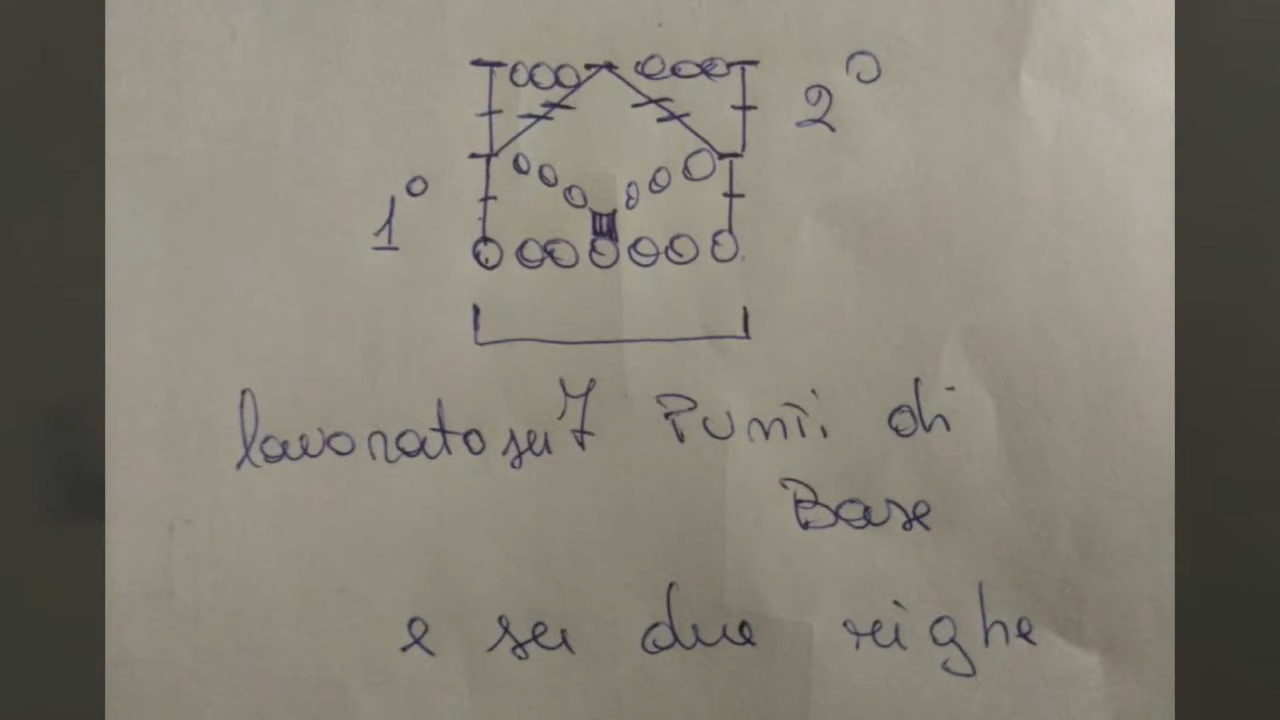 2°
1°
lavorato su 7 Punti di
Base
e su due righe